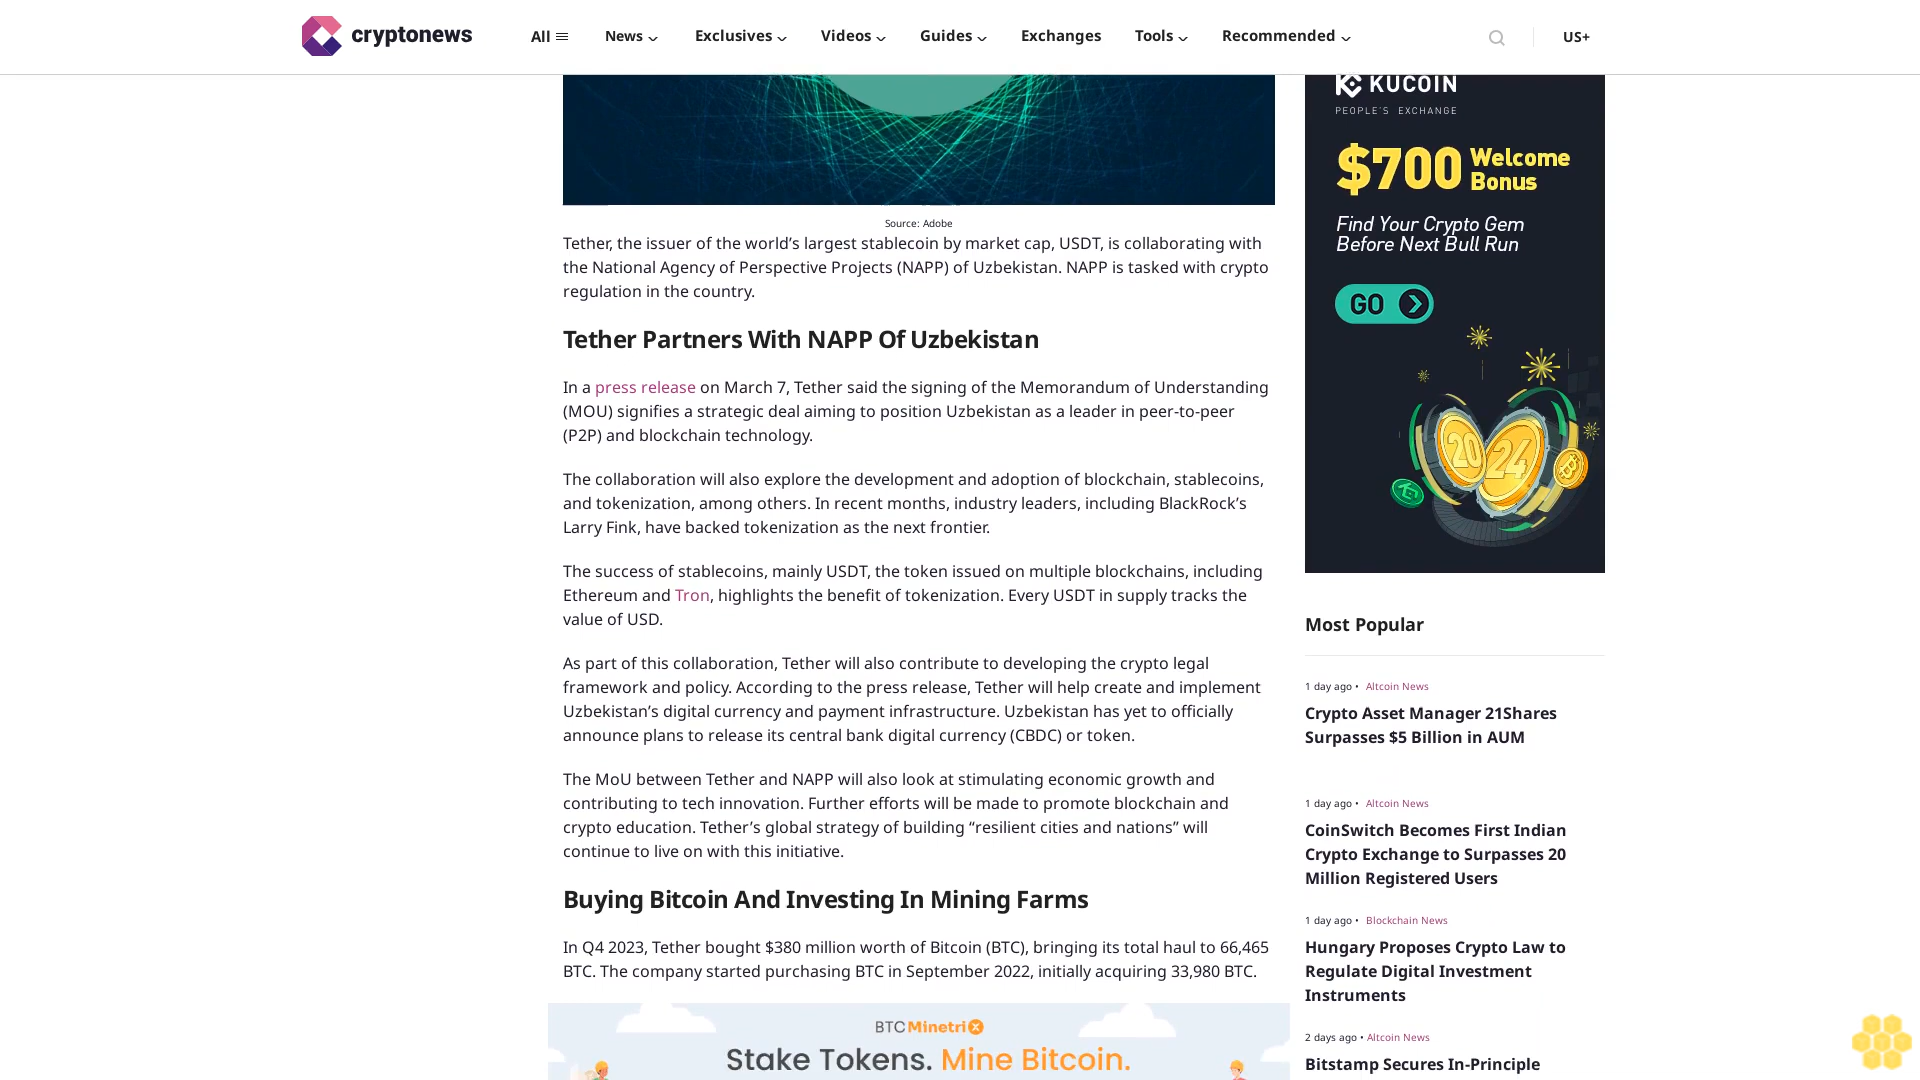 cryptonews
All
News
Exclusives
Videos
Guides
Exchanges
Tools
Recommended
US+
Source: Adobe
Tether, the issuer of the world’s largest stablecoin by market cap, USDT, is collaborating with
the National Agency of Perspective Projects (NAPP) of Uzbekistan. NAPP is tasked with crypto
regulation in the country.
Tether Partners With NAPP Of Uzbekistan
In a press release on March 7, Tether said the signing of the Memorandum of Understanding
(MOU) signifies a strategic deal aiming to position Uzbekistan as a leader in peer-to-peer
(P2P) and blockchain technology.
The collaboration will also explore the development and adoption of blockchain, stablecoins,
and tokenization, among others. In recent months, industry leaders, including BlackRock’s
Larry Fink, have backed tokenization as the next frontier.
The success of stablecoins, mainly USDT, the token issued on multiple blockchains, including
Ethereum and Tron, highlights the benefit of tokenization. Every USDT in supply tracks the
value of USD.
As part of this collaboration, Tether will also contribute to developing the crypto legal
framework and policy. According to the press release, Tether will help create and implement
Uzbekistan’s digital currency and payment infrastructure. Uzbekistan has yet to officially
announce plans to release its central bank digital currency (CBDC) or token.
The MoU between Tether and NAPP will also look at stimulating economic growth and
contributing to tech innovation. Further efforts will be made to promote blockchain and
crypto education. Tether’s global strategy of building “resilient cities and nations” will
continue to live on with this initiative.
Buying Bitcoin And Investing In Mining Farms
In Q4 2023, Tether bought $380 million worth of Bitcoin (BTC), bringing its total haul to 66,465
BTC. The company started purchasing BTC in September 2022, initially acquiring 33,980 BTC.
BTC Minetrix
Stake Tokens. Mine Bitcoin.
KUCOIN
PEOPLE'S EXCHANGE
$700 Welcome
Bonus
Find Your Crypto Gem
Before Next Bull Run
GO
20
24
Most Popular
1 day ago • Altcoin News
Crypto Asset Manager 21Shares
Surpasses $5 Billion in AUM
1 day ago • Altcoin News
CoinSwitch Becomes First Indian
Crypto Exchange to Surpasses 20
Million Registered Users
1 day ago • Blockchain News
Hungary Proposes Crypto Law to
Regulate Digital Investment
Instruments
2 days ago • Altcoin News
Bitstamp Secures In-Principle